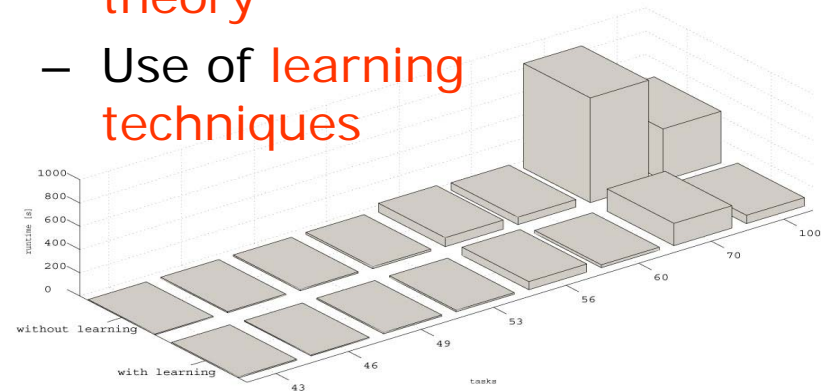 theory
– Use of learning
techniques
1000
800
600
400
200
0
runtime [s]
without learning
with learning
43
46
49
53
56
60
70
100
tasks